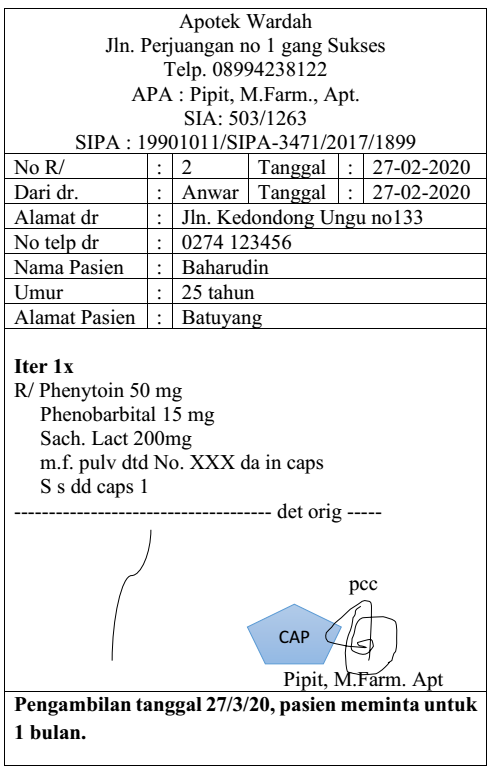 Apotek Wardah
Jln. Perjuangan no 1 gang Sukses
Telp. 08994238122
APA : Pipit, M.Farm., Apt.
SIA: 503/1263
SIPA : 19901011/SIPA-3471/2017/1899
No R/ : 2 Tanggal : 27-02-2020
Dari dr. : Anwar Tanggal : 27-02-2020
Alamat dr : Jln. Kedondong Ungu no133
No telp dr : 0274 123456
Nama Pasien : Baharudin
Umur : 25 tahun
Alamat Pasien : Batuyang
Iter 1x
R/ Phenytoin 50 mg
Phenobarbital 15 mg
Sach. Lact 200mg
m.f. pulv dtd No. XXX da in caps
S s dd caps 1
------------------------------------- det orig -----
pcc
CAP
Pipit, M.Farm. Apt
Pengambilan tanggal 27/3/20, pasien meminta untuk
1 bulan.